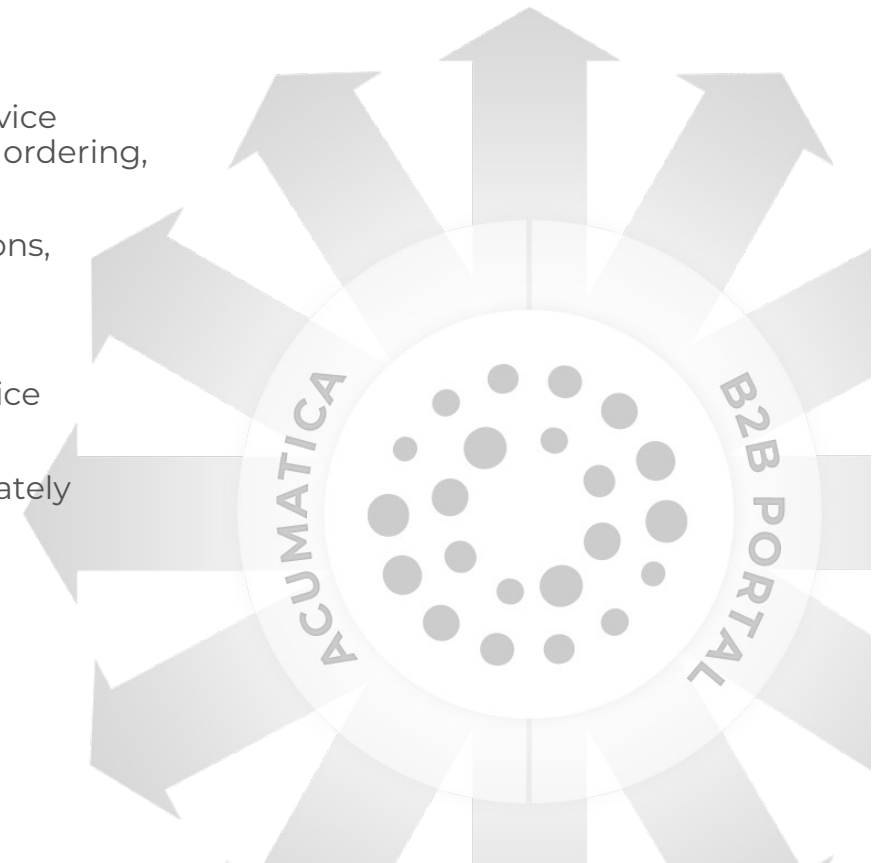 vice
ordering,
ons,
ice
ately
ACUMATICA
B2B PORTAL